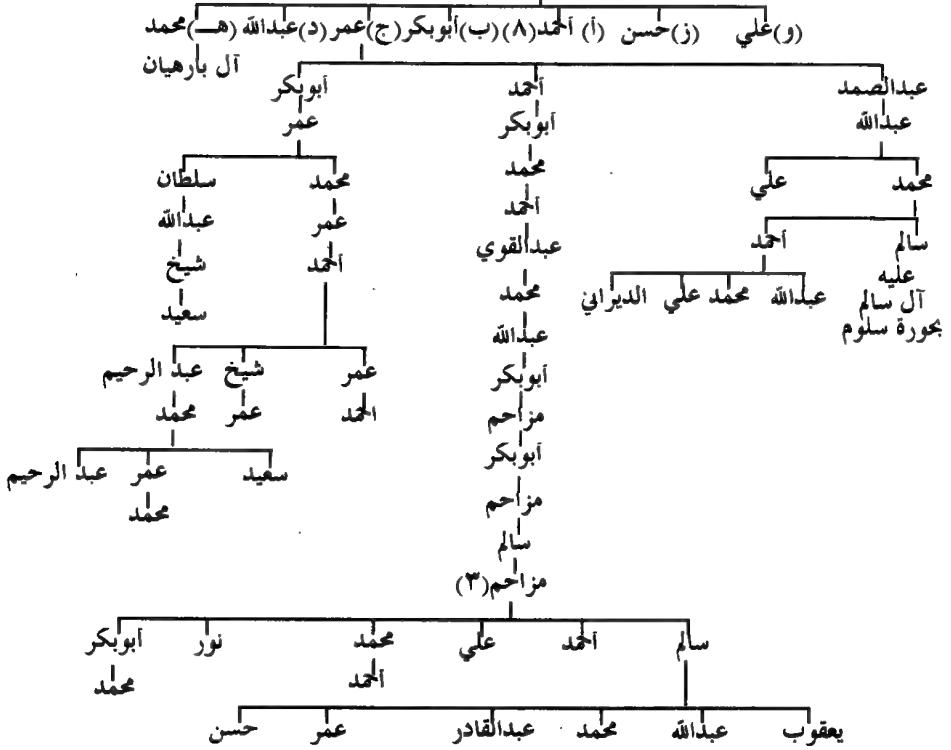 (و) علي (ز) حسن (أ) أحمد (٨) (ب) أبوبكر (ج) عمر (د) عبدالله (هـ) محمد
آل بارهيان
عبدالصمد أحمد أبوبكر
عبدالله أبوبكر عمر
محمد علي محمد محمد سلطان
أحمد عمر عبدالله
سالم أحمد عبدالقوي أحمد شيخ
عليه
آل سالم عبدالله محمد علي الديراني محمد سعيد
بحورة سلوم عبدالله
أبوبكر عمر شيخ عبد الرحيم
مزاحم احمد عمر محمد
أبوبكر سعيد عمر عبد الرحيم
مزاحم محمد
سالم
مزاحم (٣)
سالم أحمد علي محمد نور أبوبكر
أحمد محمد
يعقوب عبدالله محمد عبدالقادر عمر حسن